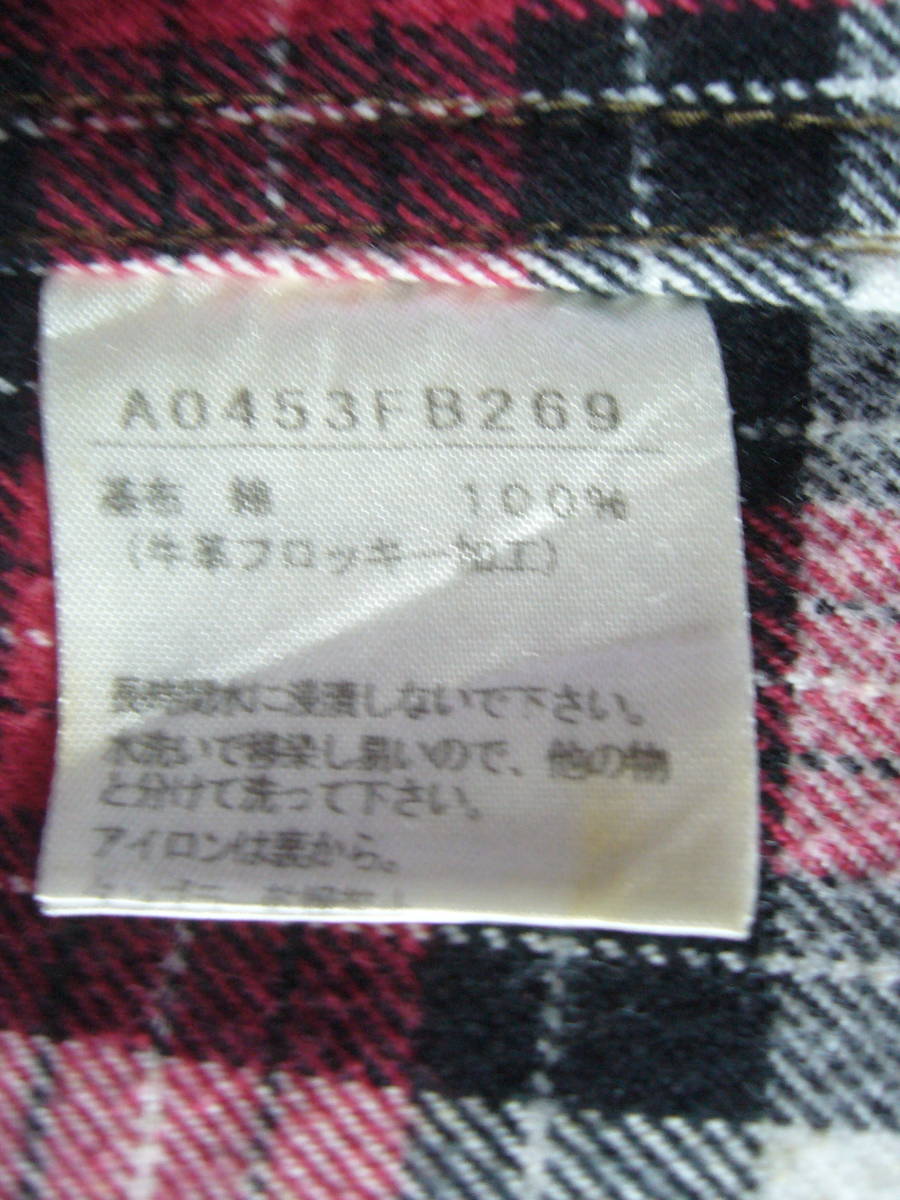 A0453FB269
基布 綿 100%
(牛革フロッキー加工)
長時間水に浸漬しないで下さい。
水洗いで移染し易いので、他の物
と分けて洗って下さい。
アイロンは裏から。